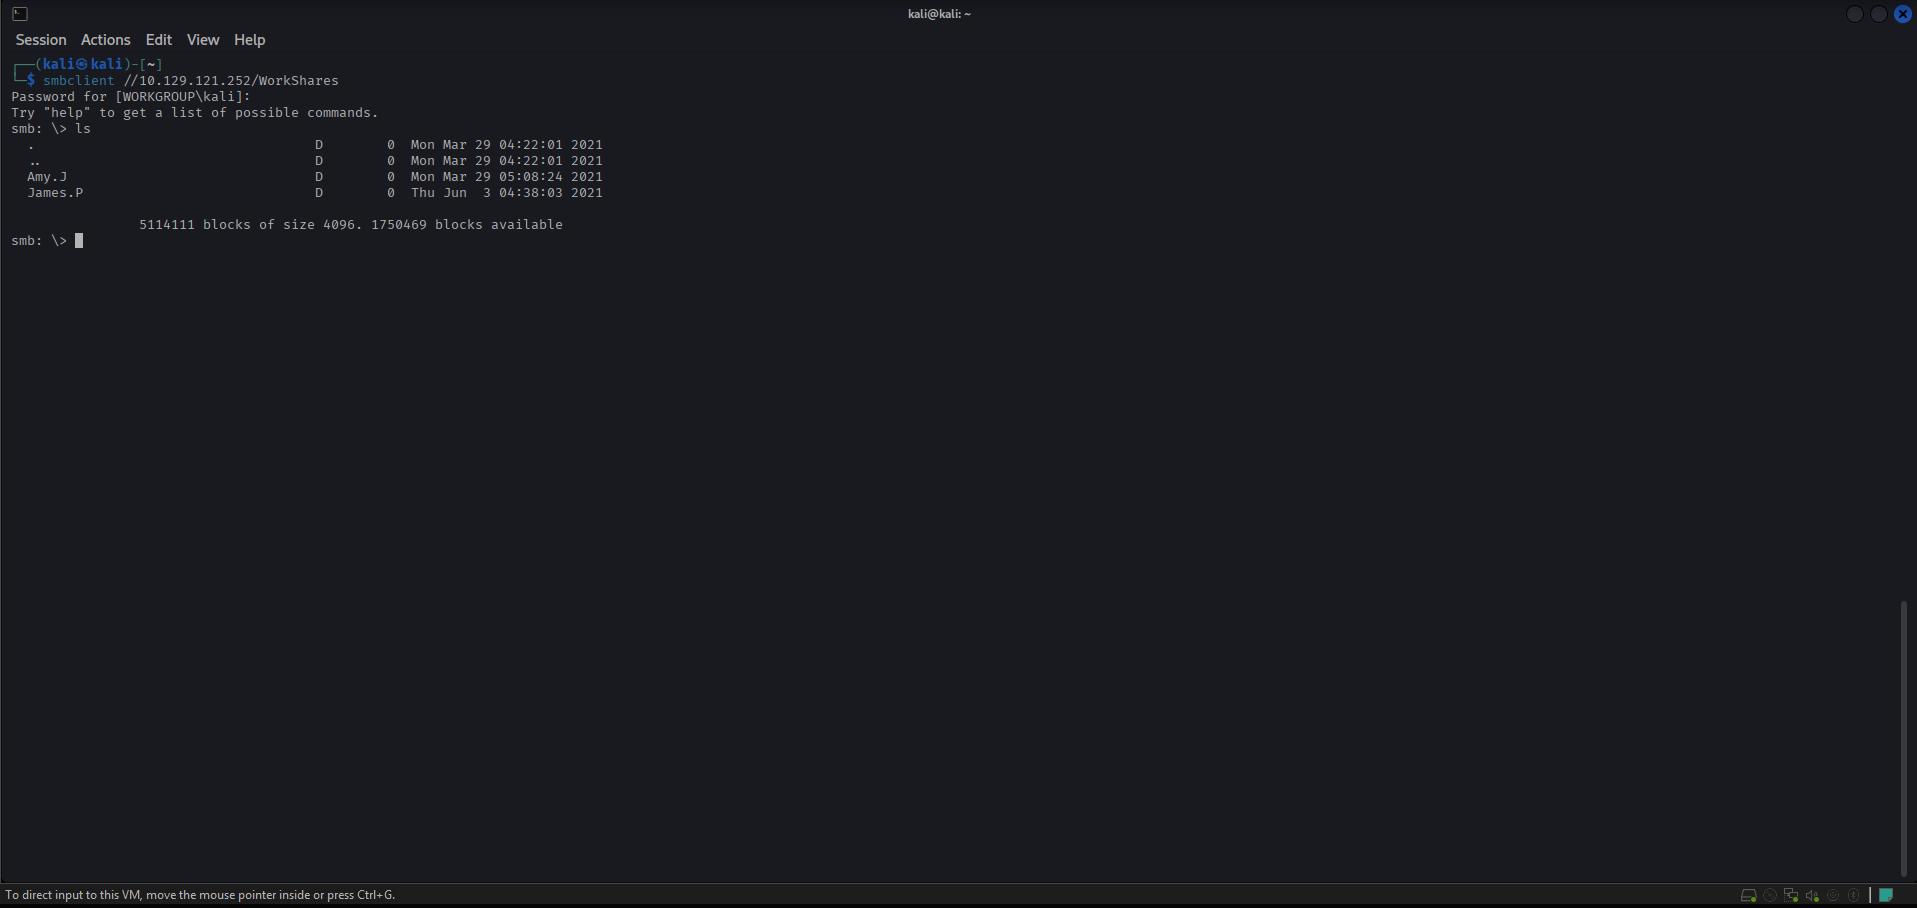 kali@kali: ~
Session Actions Edit View Help
┌──(kali㉿kali)-[~]
└─$ smbclient //10.129.121.252/WorkShares
Password for [WORKGROUP\kali]:
Try "help" to get a list of possible commands.
smb: \> ls
  .                                   D        0  Mon Mar 29 04:22:01 2021
  ..                                  D        0  Mon Mar 29 04:22:01 2021
  Amy.J                               D        0  Mon Mar 29 05:08:24 2021
  James.P                             D        0  Thu Jun  3 04:38:03 2021
                5114111 blocks of size 4096. 1750469 blocks available
smb: \>
To direct input to this VM, move the mouse pointer inside or press Ctrl+G.